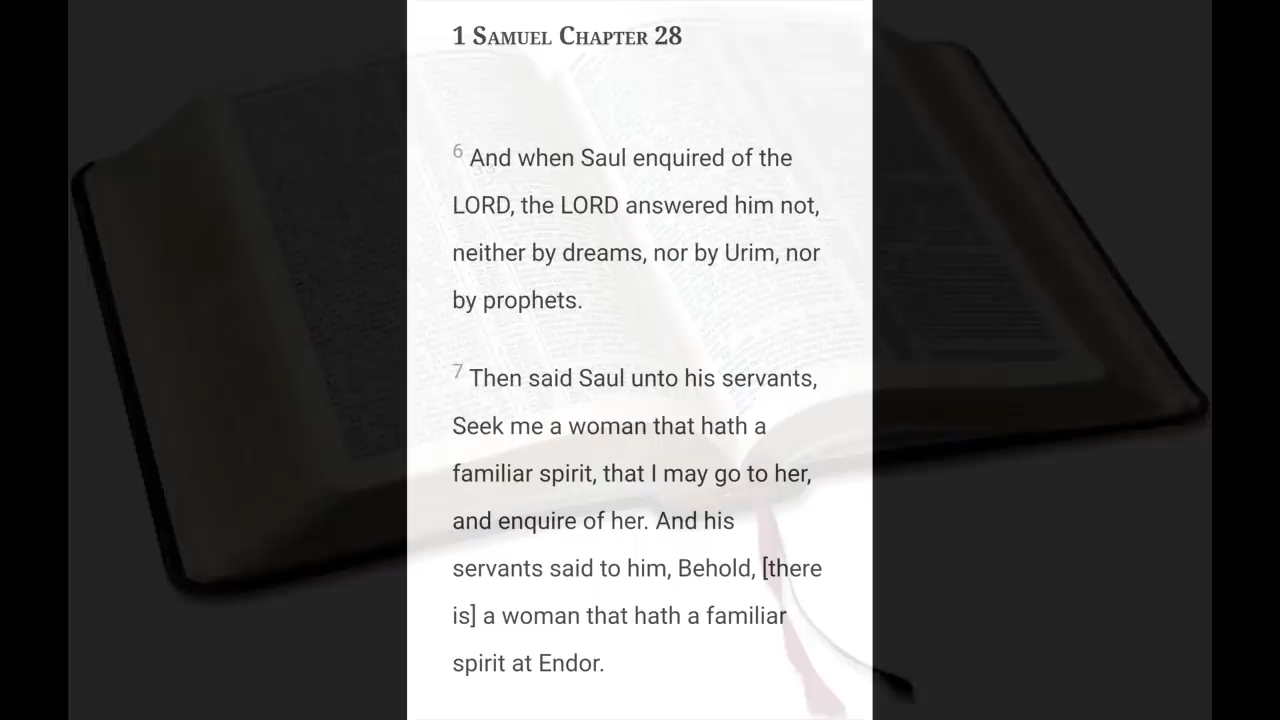 1 Samuel Chapter 28
6 And when Saul enquired of the
LORD, the LORD answered him not,
neither by dreams, nor by Urim, nor
by prophets.
7 Then said Saul unto his servants,
Seek me a woman that hath a
familiar spirit, that I may go to her,
and enquire of her. And his
servants said to him, Behold, [there
is] a woman that hath a familiar
spirit at Endor.